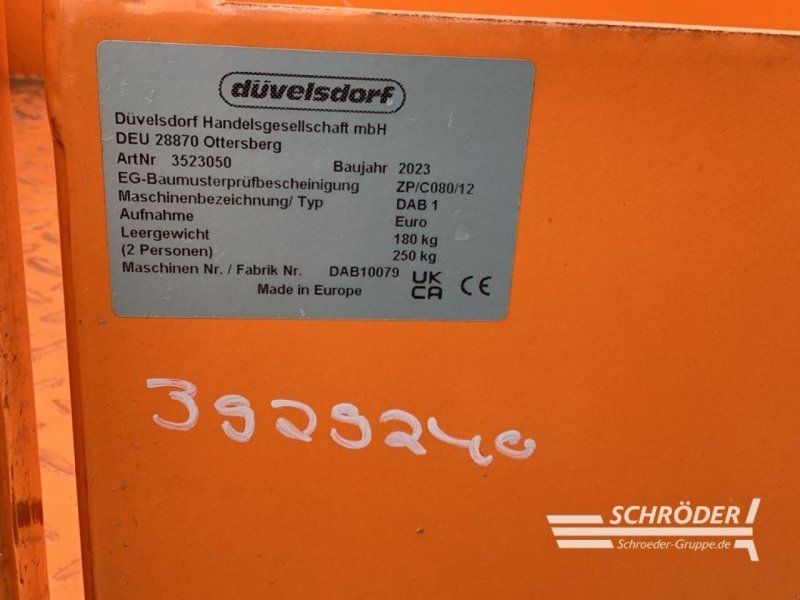 düvelsdorf
Düvelsdorf Handelsgesellschaft mbH
DEU 28870 Ottersberg
ArtNr 3523050 Baujahr 2023
EG-Baumusterprüfbescheinigung ZP/C080/12
Maschinenbezeichnung/ Typ DAB 1
Aufnahme Euro
Leergewicht 180 kg
(2 Personen) 250 kg
Maschinen Nr. / Fabrik Nr. DAB10079
Made in Europe UK CA CE
3929240
SCHRÖDER
Schroeder-Gruppe.de